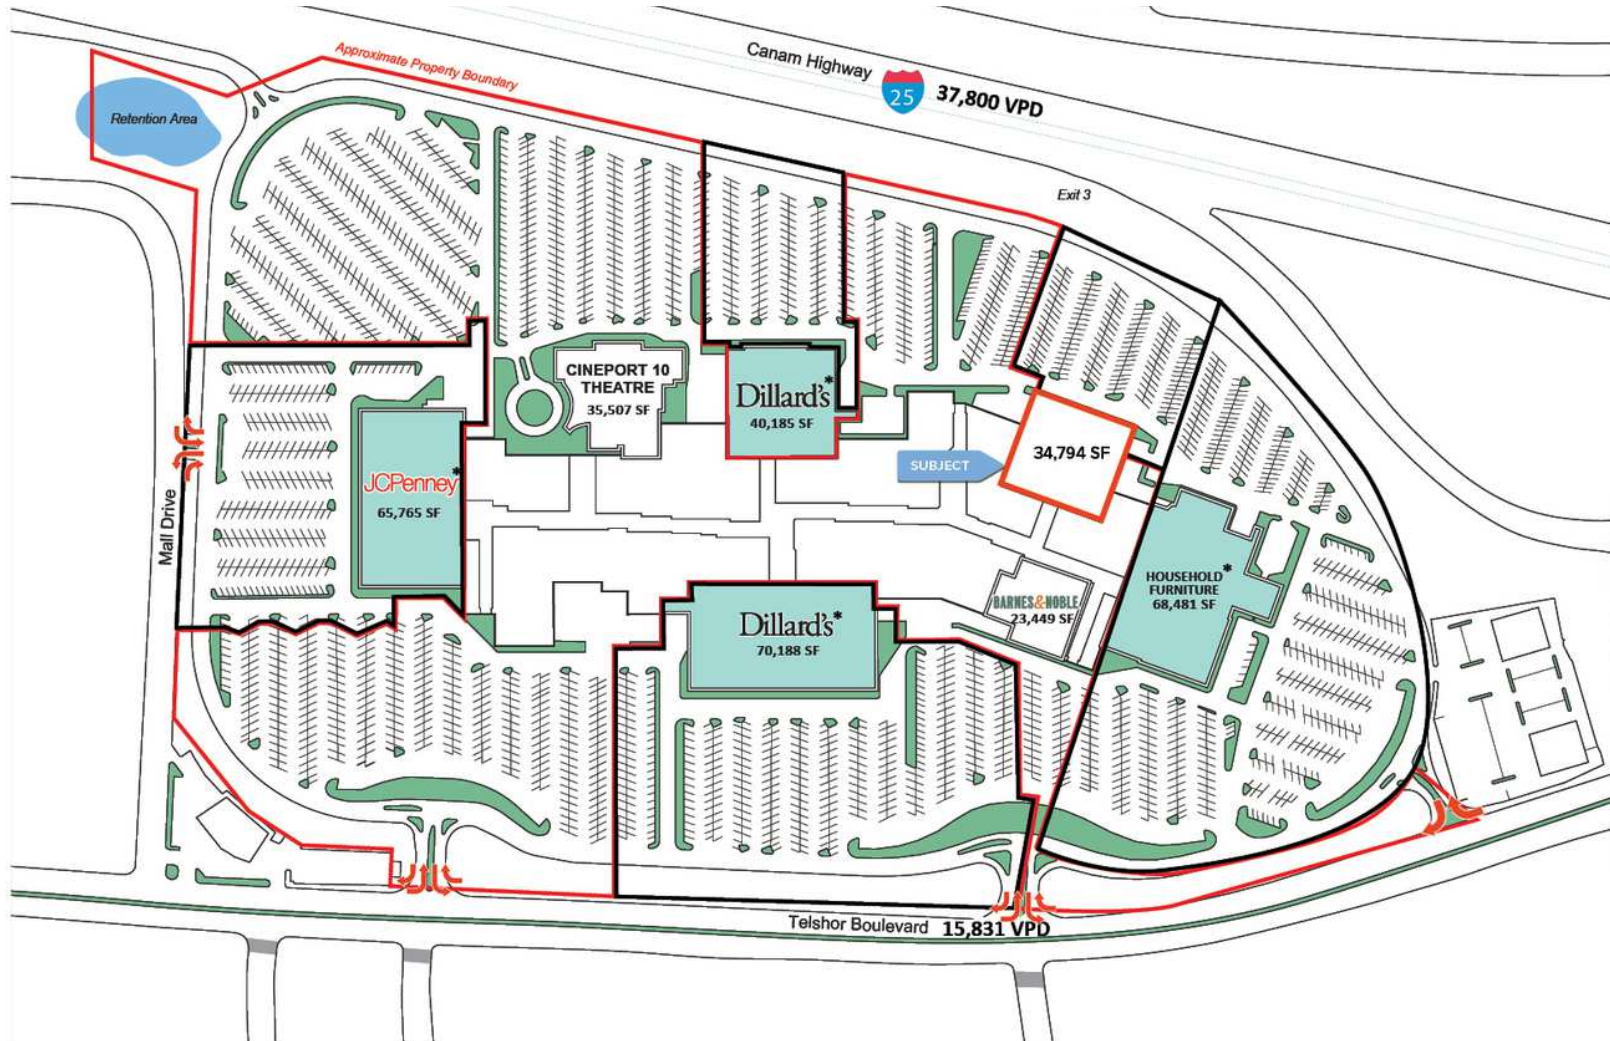 Approximate Property Boundary
Canam Highway
25
37,800 VPD
Retention Area
Exit 3
CINEPORT 10
THEATRE
35,507 SF
Dillard's*
40,185 SF
34,794 SF
SUBJECT
JCPenney*
65,765 SF
Mall Drive
HOUSEHOLD*
FURNITURE
68,481 SF
BARNES&NOBLE
23,449 SF
Dillard's*
70,188 SF
Telshor Boulevard 15,831 VPD